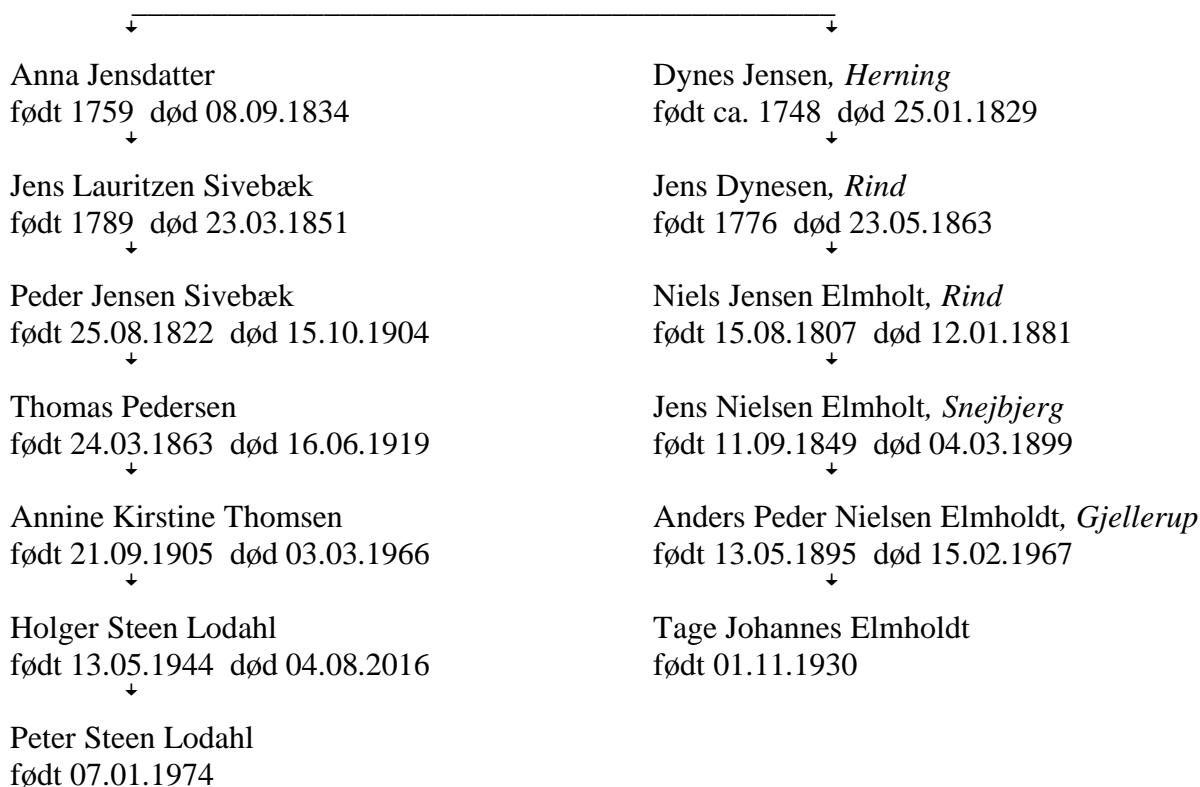 Anna Jensdatter
født 1759  død 08.09.1834
Jens Lauritzen Sivebæk
født 1789  død 23.03.1851
Peder Jensen Sivebæk
født 25.08.1822  død 15.10.1904
Thomas Pedersen
født 24.03.1863  død 16.06.1919
Annine Kirstine Thomsen
født 21.09.1905  død 03.03.1966
Holger Steen Lodahl
født 13.05.1944  død 04.08.2016
Peter Steen Lodahl
født 07.01.1974
Dynes Jensen, Herning
født ca. 1748  død 25.01.1829
Jens Dynesen, Rind
født 1776  død 23.05.1863
Niels Jensen Elmholt, Rind
født 15.08.1807  død 12.01.1881
Jens Nielsen Elmholt, Snejbjerg
født 11.09.1849  død 04.03.1899
Anders Peder Nielsen Elmholdt, Gjellerup
født 13.05.1895  død 15.02.1967
Tage Johannes Elmholdt
født 01.11.1930